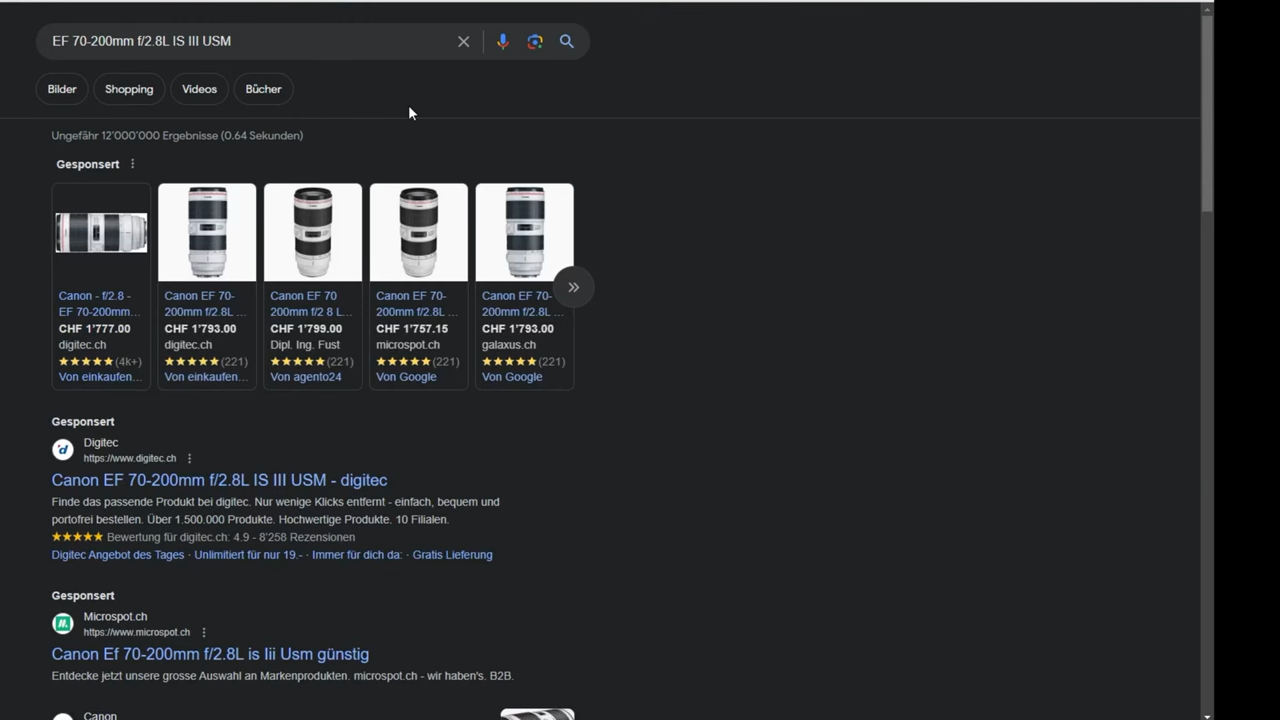 EF 70-200mm f/2.8L IS III USM
Bilder
Shopping
Videos
Bücher
Ungefähr 12'000'000 Ergebnisse (0.64 Sekunden)
Gesponsert
Canon - f/2.8 -
EF 70-200mm...
CHF 1'777.00
digitec.ch
(4k+)
Von einkaufen...
Canon EF 70-
200mm f/2.8L ...
CHF 1'793.00
digitec.ch
(221)
Von einkaufen...
Canon EF 70
200mm f/2 8 L...
CHF 1'799.00
Dipl. Ing. Fust
(221)
Von agento24
Canon EF 70-
200mm f/2.8L ...
CHF 1'757.15
microspot.ch
(221)
Von Google
Canon EF 70-
200mm f/2.8L ...
CHF 1'793.00
galaxus.ch
(221)
Von Google
Gesponsert
Digitec
https://www.digitec.ch
Canon EF 70-200mm f/2.8L IS III USM - digitec
Finde das passende Produkt bei digitec. Nur wenige Klicks entfernt - einfach, bequem und
portofrei bestellen. Über 1.500.000 Produkte. Hochwertige Produkte. 10 Filialen.
Bewertung für digitec.ch: 4.9 - 8'258 Rezensionen
Digitec Angebot des Tages · Unlimitiert für nur 19.- · Immer für dich da: · Gratis Lieferung
Gesponsert
Microspot.ch
https://www.microspot.ch
Canon Ef 70-200mm f/2.8L is Iii Usm günstig
Entdecke jetzt unsere grosse Auswahl an Markenprodukten. microspot.ch - wir haben's. B2B.
Canon